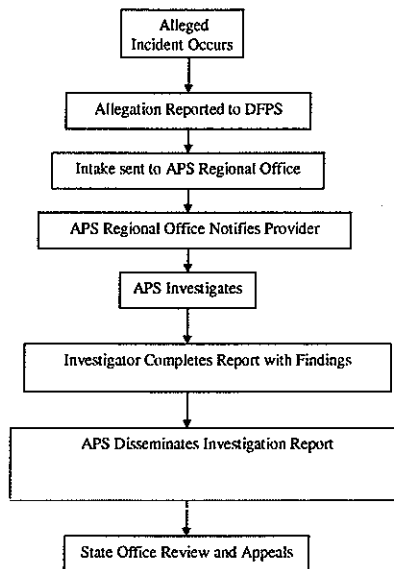 Alleged
Incident Occurs
Allegation Reported to DFPS
Intake sent to APS Regional Office
APS Regional Office Notifies Provider
APS Investigates
Investigator Completes Report with Findings
APS Disseminates Investigation Report
State Office Review and Appeals